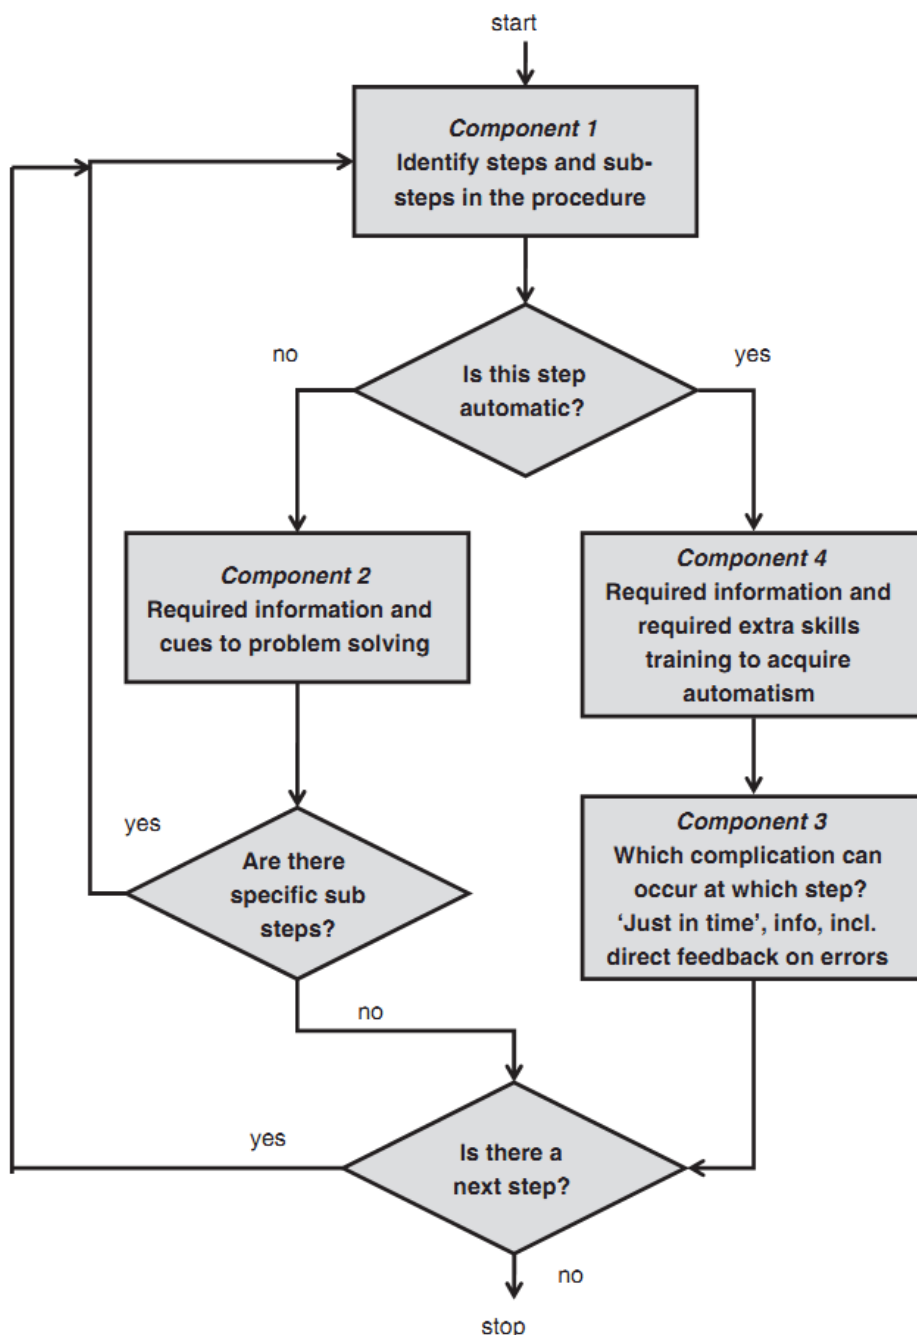 start
Component 1
Identify steps and sub-
steps in the procedure
no
yes
Is this step
automatic?
Component 2
Required information and
cues to problem solving
Component 4
Required information and
required extra skills
training to acquire
automatism
yes
Are there
specific sub
steps?
Component 3
Which complication can
occur at which step?
‘Just in time’, info, incl.
direct feedback on errors
no
yes
Is there a
next step?
no
stop